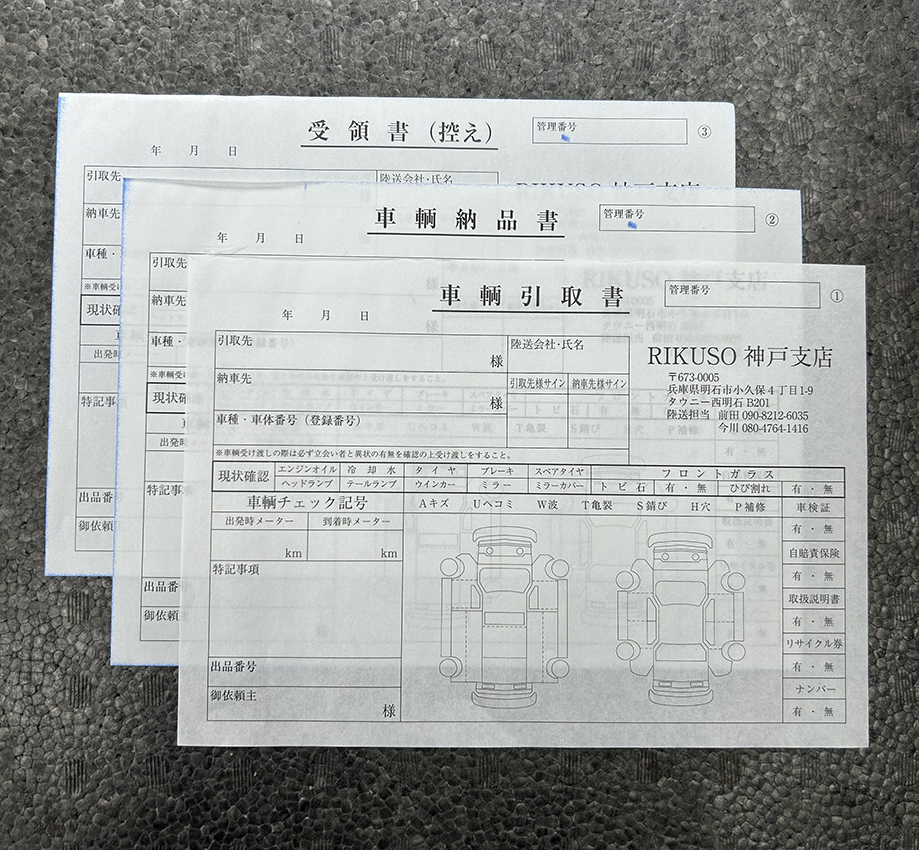 受領書（控え）
管理番号
③
年 月 日
引取先
陸送会社・氏名
RIKUSO 神戸支店
納車先
車種・
※車輌受け
現状確
出発時
特記事
出品番
御依頼
車輌納品書
管理番号
②
年 月 日
引取先
納車先
車種・
※車輌受
現状確
出発時
特記事項
出品番号
御依頼主
車輌引取書
管理番号
①
年 月 日
引取先
様
陸送会社・氏名
RIKUSO 神戸支店
〒673-0005
兵庫県明石市小久保4丁目1-9
タウニー西明石 B201
陸送担当 前田 090-8212-6035
今川 080-4764-1416
納車先
様
引取先様サイン 納車先様サイン
車種・車体番号（登録番号）
※車輌受け渡しの際は必ず立会い者と異状の有無を確認の上受け渡しをすること。
現状確認 エンジンオイル 冷却水 タイヤ ブレーキ スペアタイヤ フロントガラス
ヘッドランプ テールランプ ウインカー ミラー ミラーカバー トビ石 有・無 ひび割れ 有・無
車輌チェック記号 Aキズ Uヘコミ W波 T亀裂 S錆び H穴 P補修 車検証
出発時メーター 到着時メーター 有・無
km km
自賠責保険
特記事項
有・無
取扱説明書
有・無
リサイクル券
出品番号 有・無
御依頼主 ナンバー
様 有・無